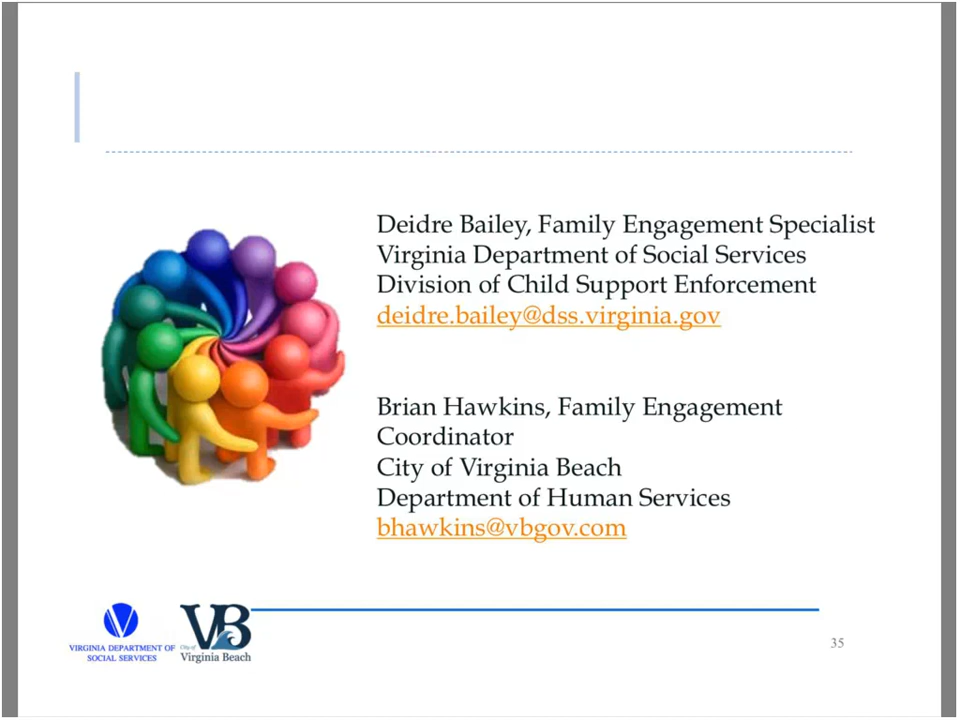 Deidre Bailey, Family Engagement Specialist
Virginia Department of Social Services
Division of Child Support Enforcement
deidre.bailey@dss.virginia.gov
Brian Hawkins, Family Engagement
Coordinator
City of Virginia Beach
Department of Human Services
bhawkins@vbgov.com
VIRGINIA DEPARTMENT OF
SOCIAL SERVICES
VB
City of
Virginia Beach
35